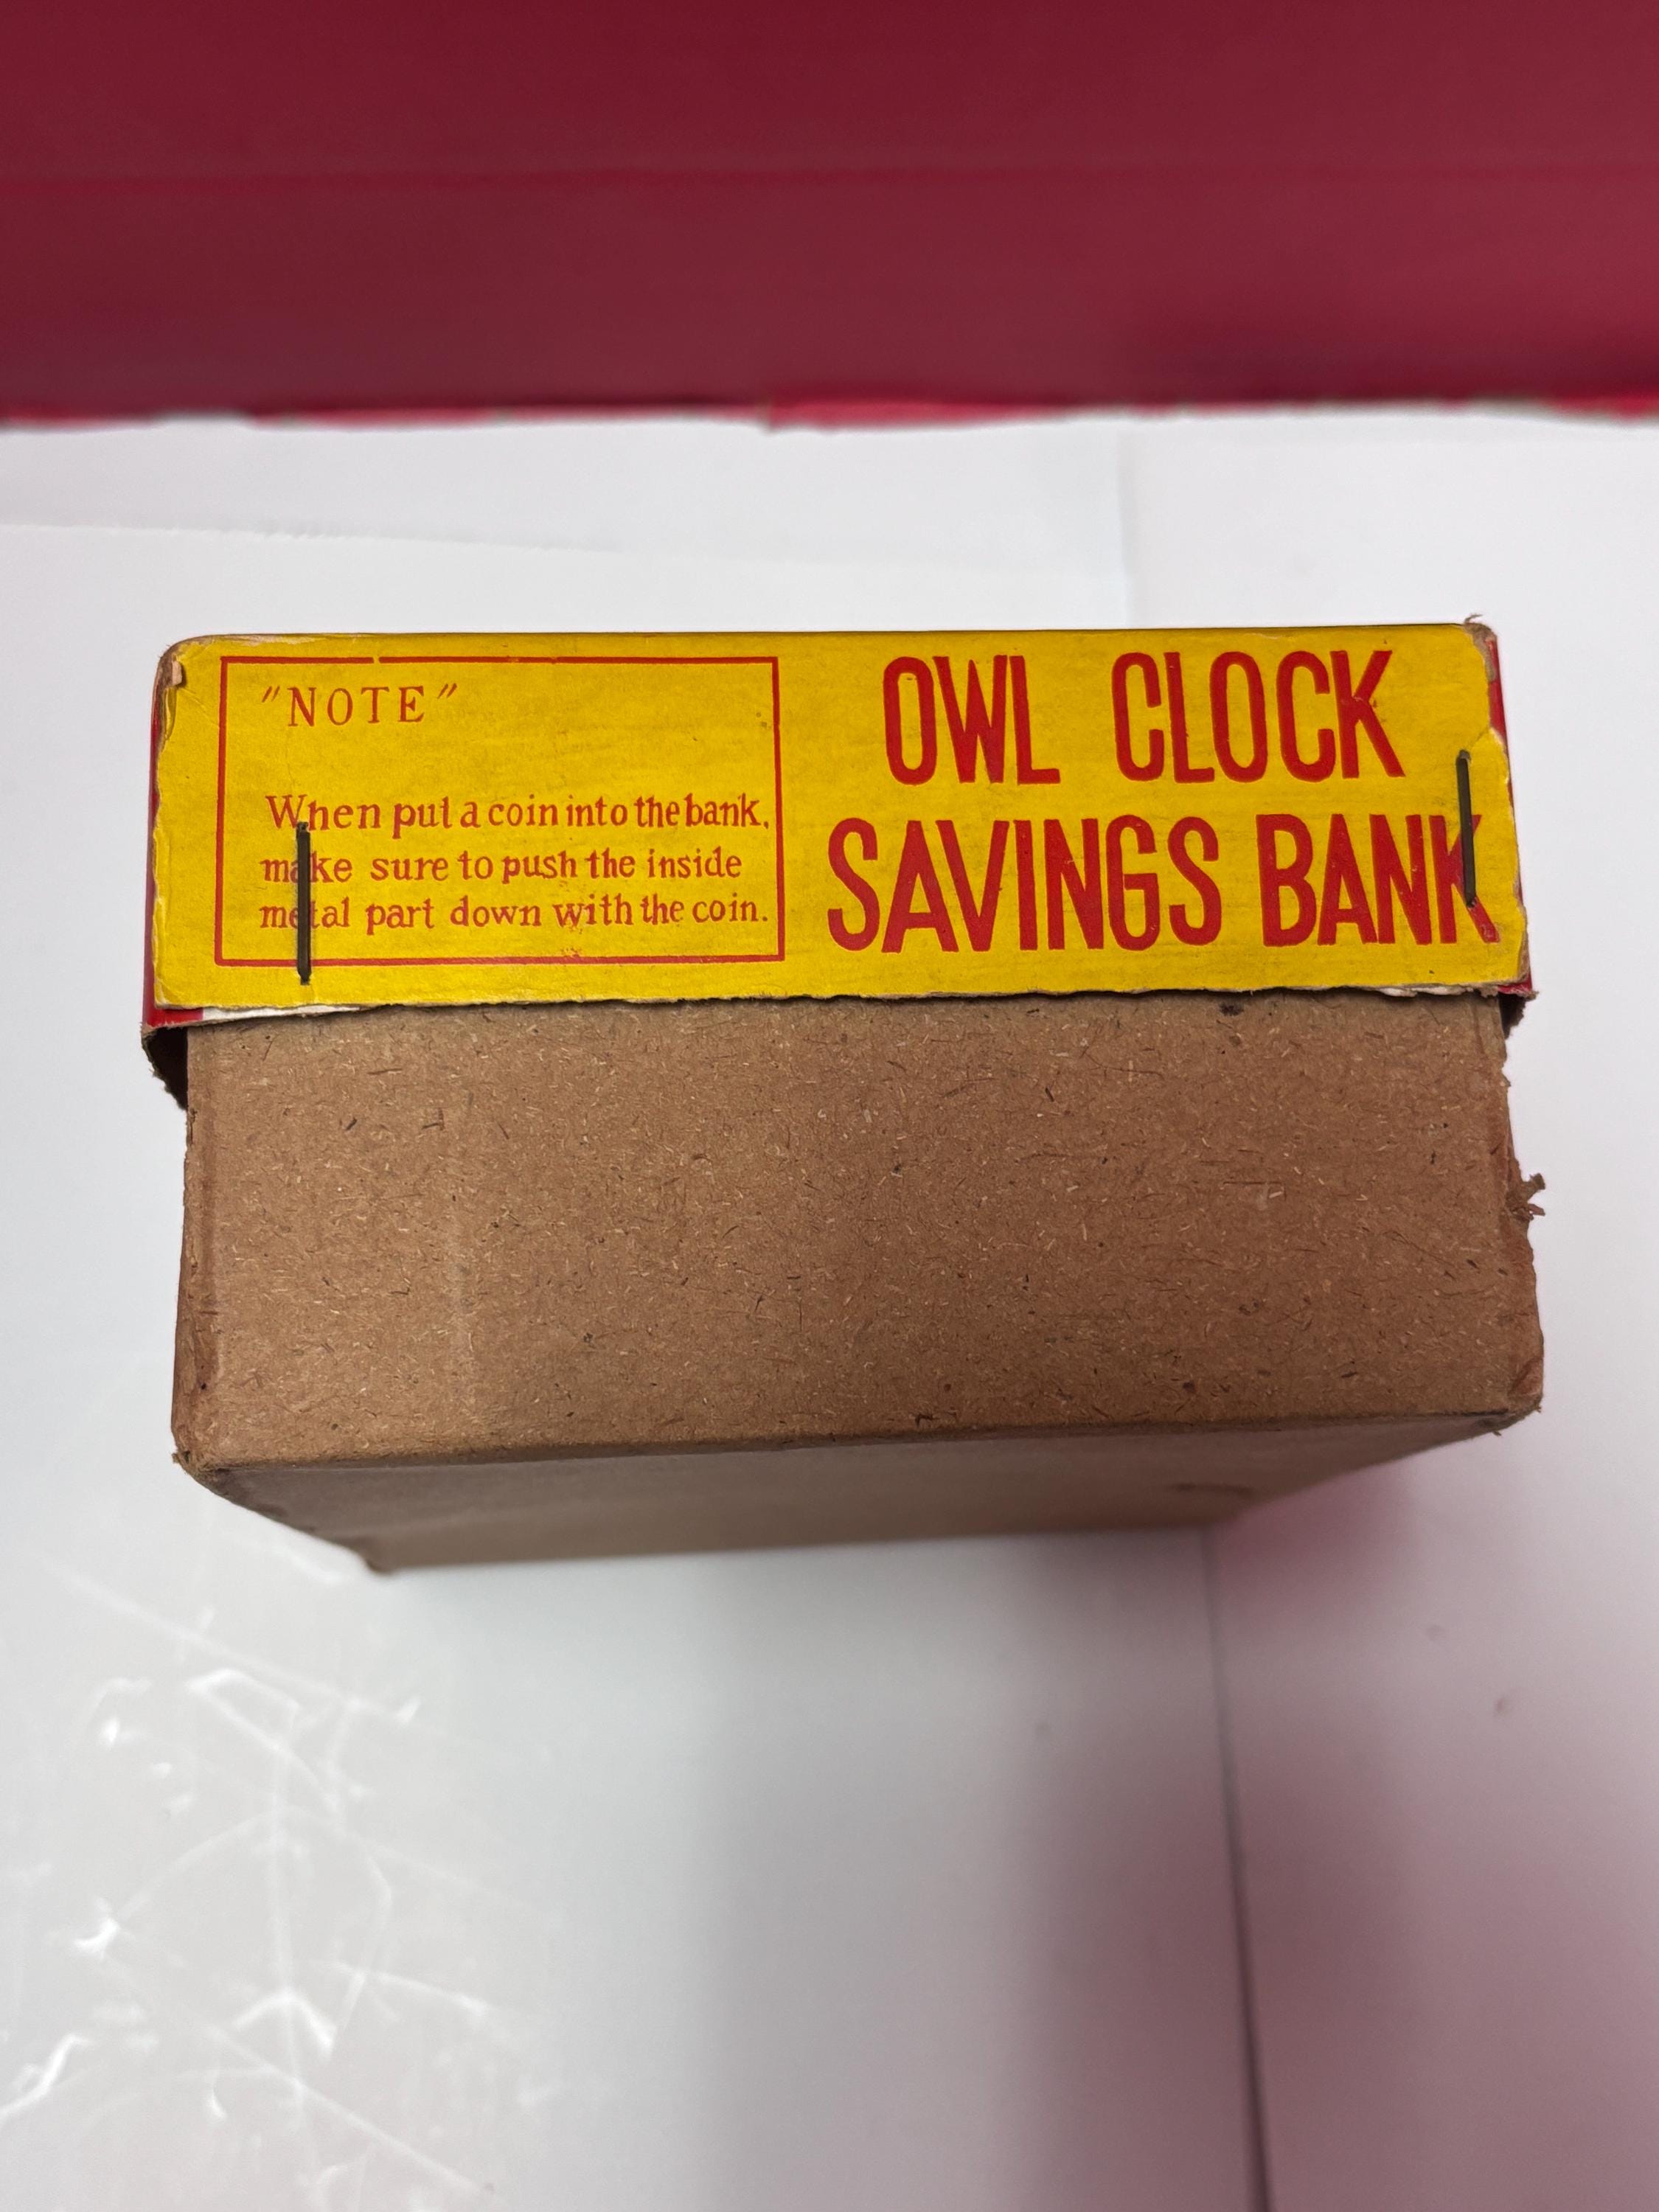 "NOTE"
When put a coin into the bank,
make sure to push the inside
metal part down with the coin.
OWL CLOCK
SAVINGS BANK